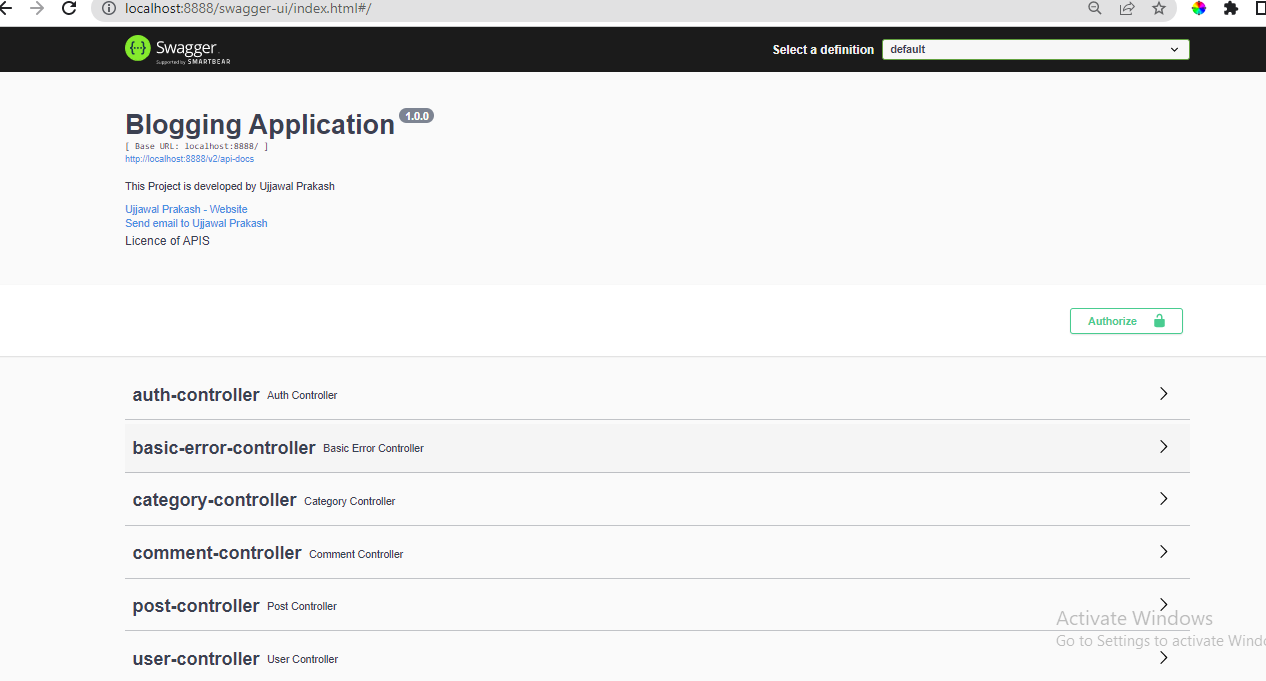 localhost:8888/swagger-ui/index.html#/
Swagger.
Supported by SMARTBEAR
Select a definition
default
Blogging Application 1.0.0
[ Base URL: localhost:8888/ ]
http://localhost:8888/v2/api-docs
This Project is developed by Ujjawal Prakash
Ujjawal Prakash - Website
Send email to Ujjawal Prakash
Licence of APIS
Authorize
auth-controller Auth Controller
basic-error-controller Basic Error Controller
category-controller Category Controller
comment-controller Comment Controller
post-controller Post Controller
Activate Windows
Go to Settings to activate Windo
user-controller User Controller